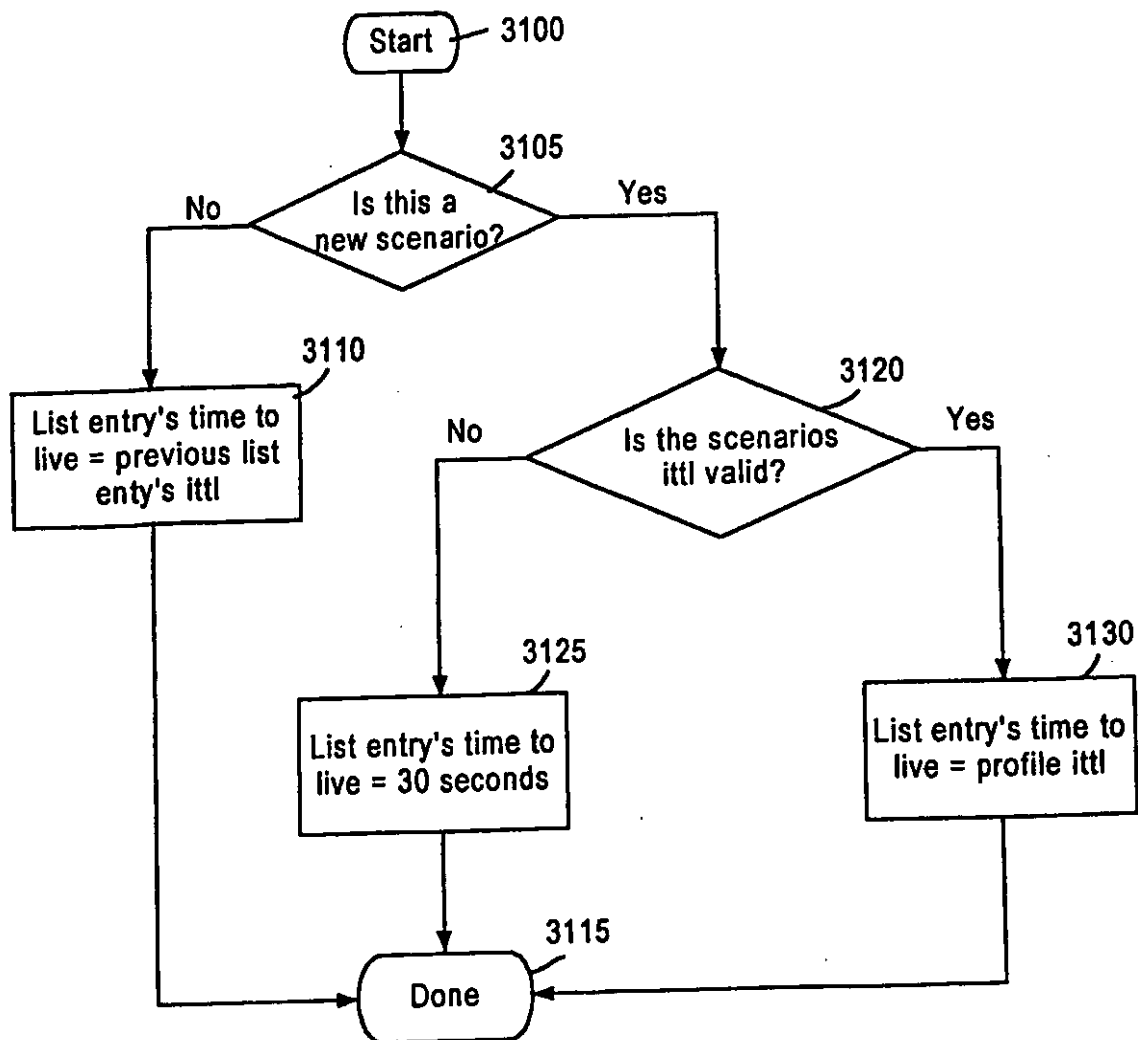 Start
3100
3105
Is this a
new scenario?
No
Yes
3110
List entry's time to
live = previous list
enty's ittl
3120
Is the scenarios
ittl valid?
No
Yes
3125
List entry's time to
live = 30 seconds
3130
List entry's time to
live = profile ittl
3115
Done